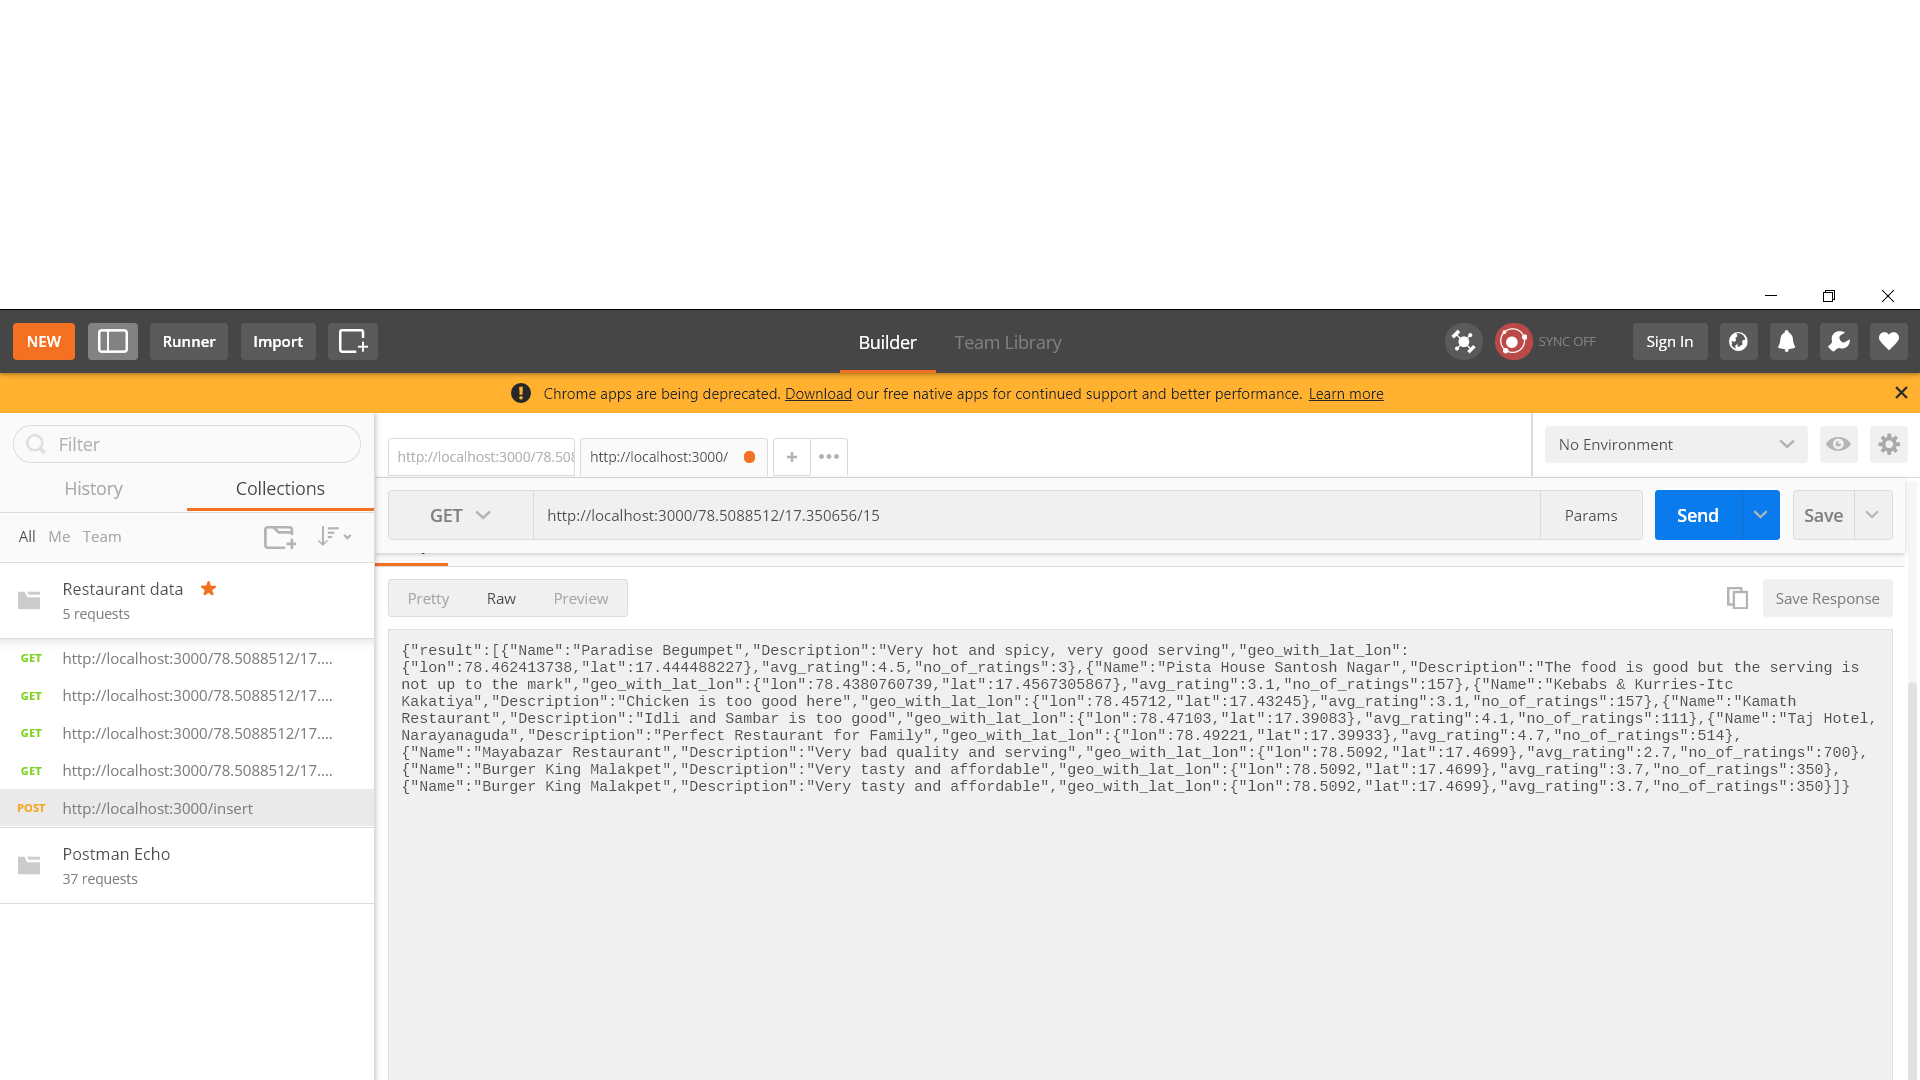 NEW Runner Import Builder Team Library SYNC OFF Sign In
Chrome apps are being deprecated. Download our free native apps for continued support and better performance. Learn more
Filter
History Collections
All Me Team
Restaurant data
5 requests
GET http://localhost:3000/78.5088512/17....
GET http://localhost:3000/78.5088512/17....
GET http://localhost:3000/78.5088512/17....
GET http://localhost:3000/78.5088512/17....
POST http://localhost:3000/insert
Postman Echo
37 requests
http://localhost:3000/78.508 http://localhost:3000/ + •••
No Environment
GET http://localhost:3000/78.5088512/17.350656/15 Params Send Save
Pretty Raw Preview Save Response
{"result":[{"Name":"Paradise Begumpet","Description":"Very hot and spicy, very good serving","geo_with_lat_lon":
{"lon":78.462413738,"lat":17.444488227},"avg_rating":4.5,"no_of_ratings":3},{"Name":"Pista House Santosh Nagar","Description":"The food is good but the serving is
not up to the mark","geo_with_lat_lon":{"lon":78.4380760739,"lat":17.4567305867},"avg_rating":3.1,"no_of_ratings":157},{"Name":"Kebabs & Kurries-Itc
Kakatiya","Description":"Chicken is too good here","geo_with_lat_lon":{"lon":78.45712,"lat":17.43245},"avg_rating":3.1,"no_of_ratings":157},{"Name":"Kamath
Restaurant","Description":"Idli and Sambar is too good","geo_with_lat_lon":{"lon":78.47103,"lat":17.39083},"avg_rating":4.1,"no_of_ratings":111},{"Name":"Taj Hotel,
Narayanaguda","Description":"Perfect Restaurant for Family","geo_with_lat_lon":{"lon":78.49221,"lat":17.39933},"avg_rating":4.7,"no_of_ratings":514},
{"Name":"Mayabazar Restaurant","Description":"Very bad quality and serving","geo_with_lat_lon":{"lon":78.5092,"lat":17.4699},"avg_rating":2.7,"no_of_ratings":700},
{"Name":"Burger King Malakpet","Description":"Very tasty and affordable","geo_with_lat_lon":{"lon":78.5092,"lat":17.4699},"avg_rating":3.7,"no_of_ratings":350},
{"Name":"Burger King Malakpet","Description":"Very tasty and affordable","geo_with_lat_lon":{"lon":78.5092,"lat":17.4699},"avg_rating":3.7,"no_of_ratings":350}]}